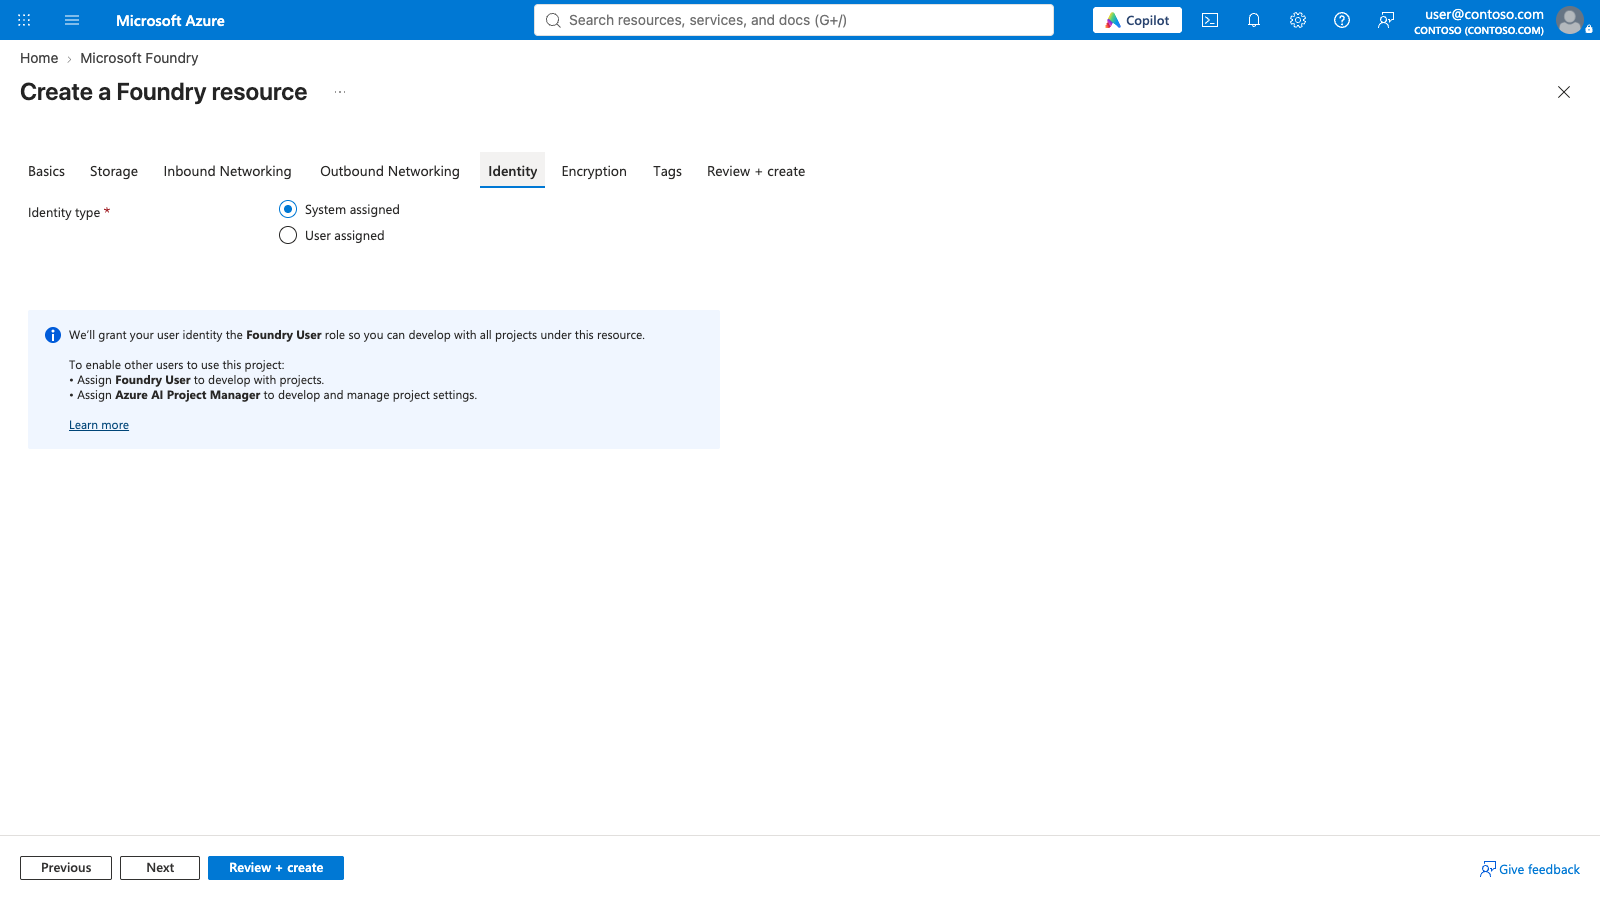 Microsoft Azure
Search resources, services, and docs (G+/)
Copilot
user@contoso.com
CONTOSO (CONTOSO.COM)
Home
Microsoft Foundry
Create a Foundry resource
Basics
Storage
Inbound Networking
Outbound Networking
Identity
Encryption
Tags
Review + create
Identity type *
System assigned
User assigned
We'll grant your user identity the Foundry User role so you can develop with all projects under this resource.
To enable other users to use this project:
• Assign Foundry User to develop with projects.
• Assign Azure AI Project Manager to develop and manage project settings.
Learn more
Previous
Next
Review + create
Give feedback